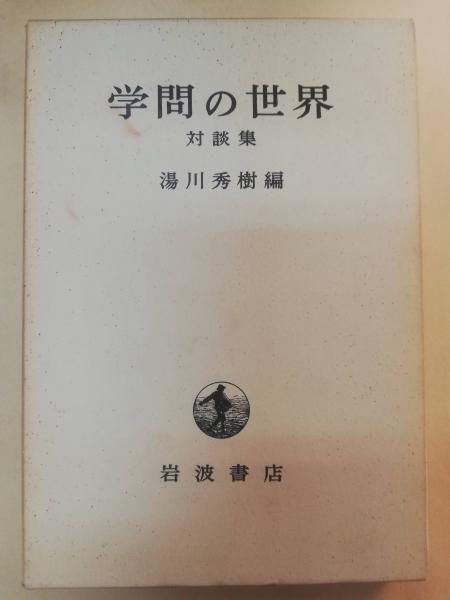 学問の世界
対談集
湯川秀樹編
岩波書店